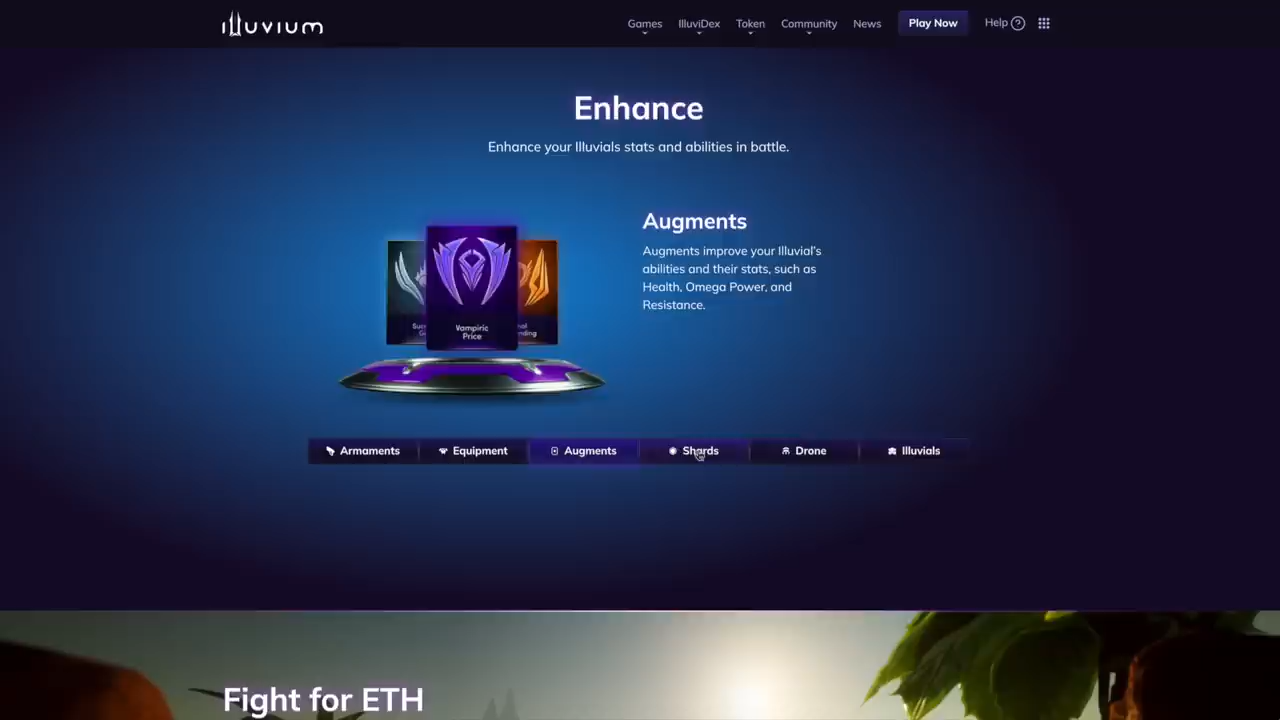 illuvium
Games
IlluviDex
Token
Community
News
Play Now
Help
Enhance
Enhance your Illuvials stats and abilities in battle.
Augments
Augments improve your Illuvial's
abilities and their stats, such as
Health, Omega Power, and
Resistance.
Vampiric
Price
Armaments
Equipment
Augments
Shards
Drone
Illuvials
Fight for ETH